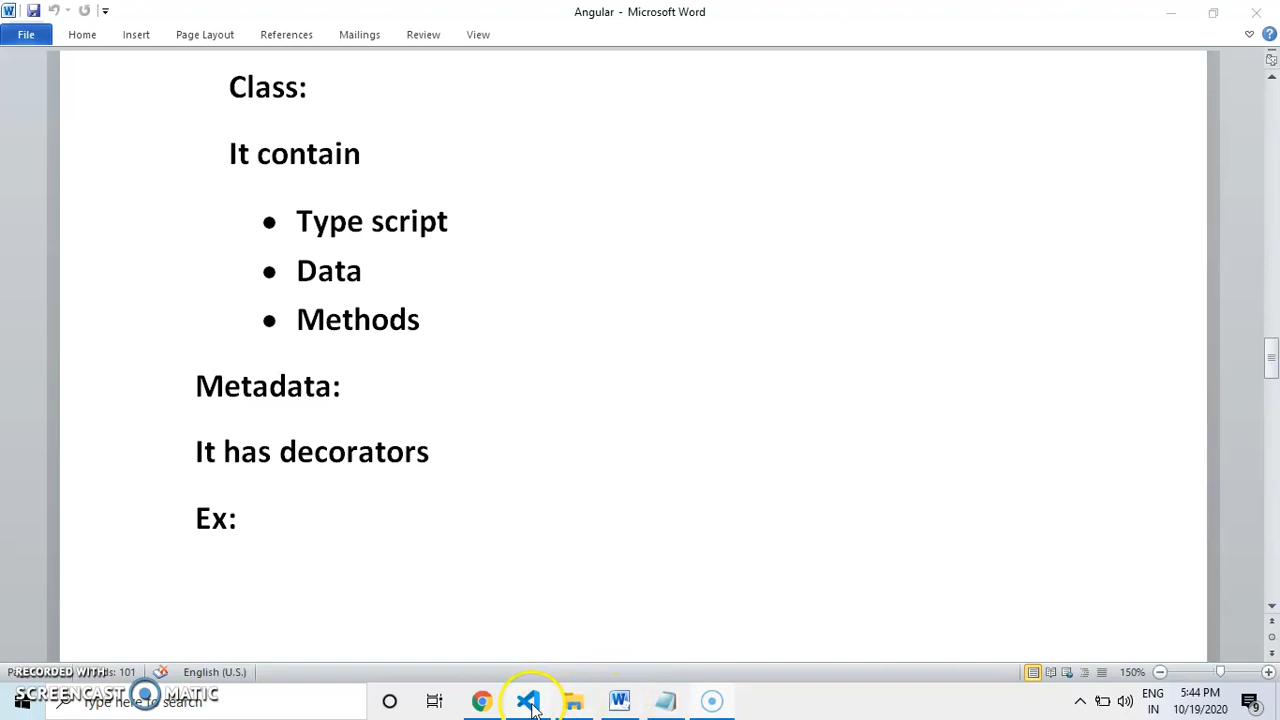 Angular - Microsoft Word
File Home Insert Page Layout References Mailings Review View
Class:
It contain
• Type script
• Data
• Methods
Metadata:
It has decorators
Ex:
101 English (U.S.) 150%
RECORDED WITH
SCREENCAST MATIC
Type here to search
ENG 5:44 PM
IN 10/19/2020 9